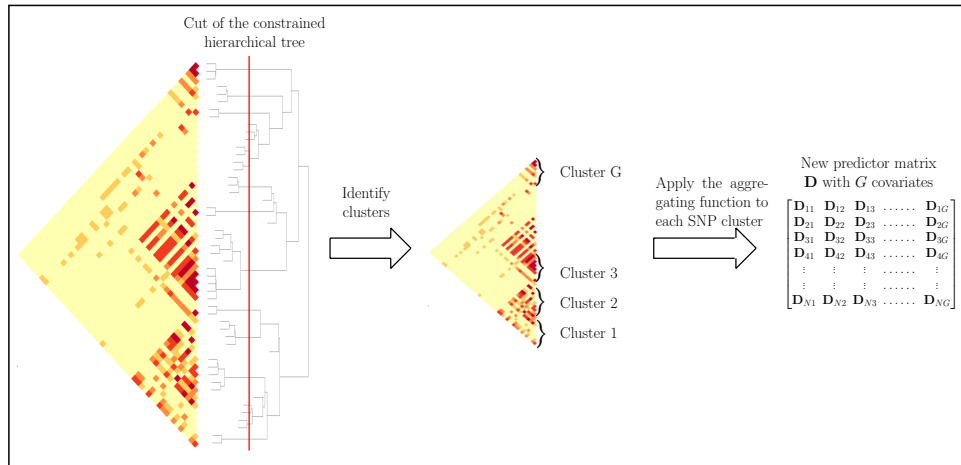 Cut of the constrained
hierarchical tree
Identify
clusters
Cluster G
Cluster 3
Cluster 2
Cluster 1
Apply the aggre-
gating function to
each SNP cluster
New predictor matrix
D with G covariates
D11 D12 D13 ...... D1G
D21 D22 D23 ...... D2G
D31 D32 D33 ...... D3G
D41 D42 D43 ...... D4G
⋮ ⋮ ⋮ ...... ⋮
⋮ ⋮ ⋮ ...... ⋮
DN1 DN2 DN3 ...... DNG